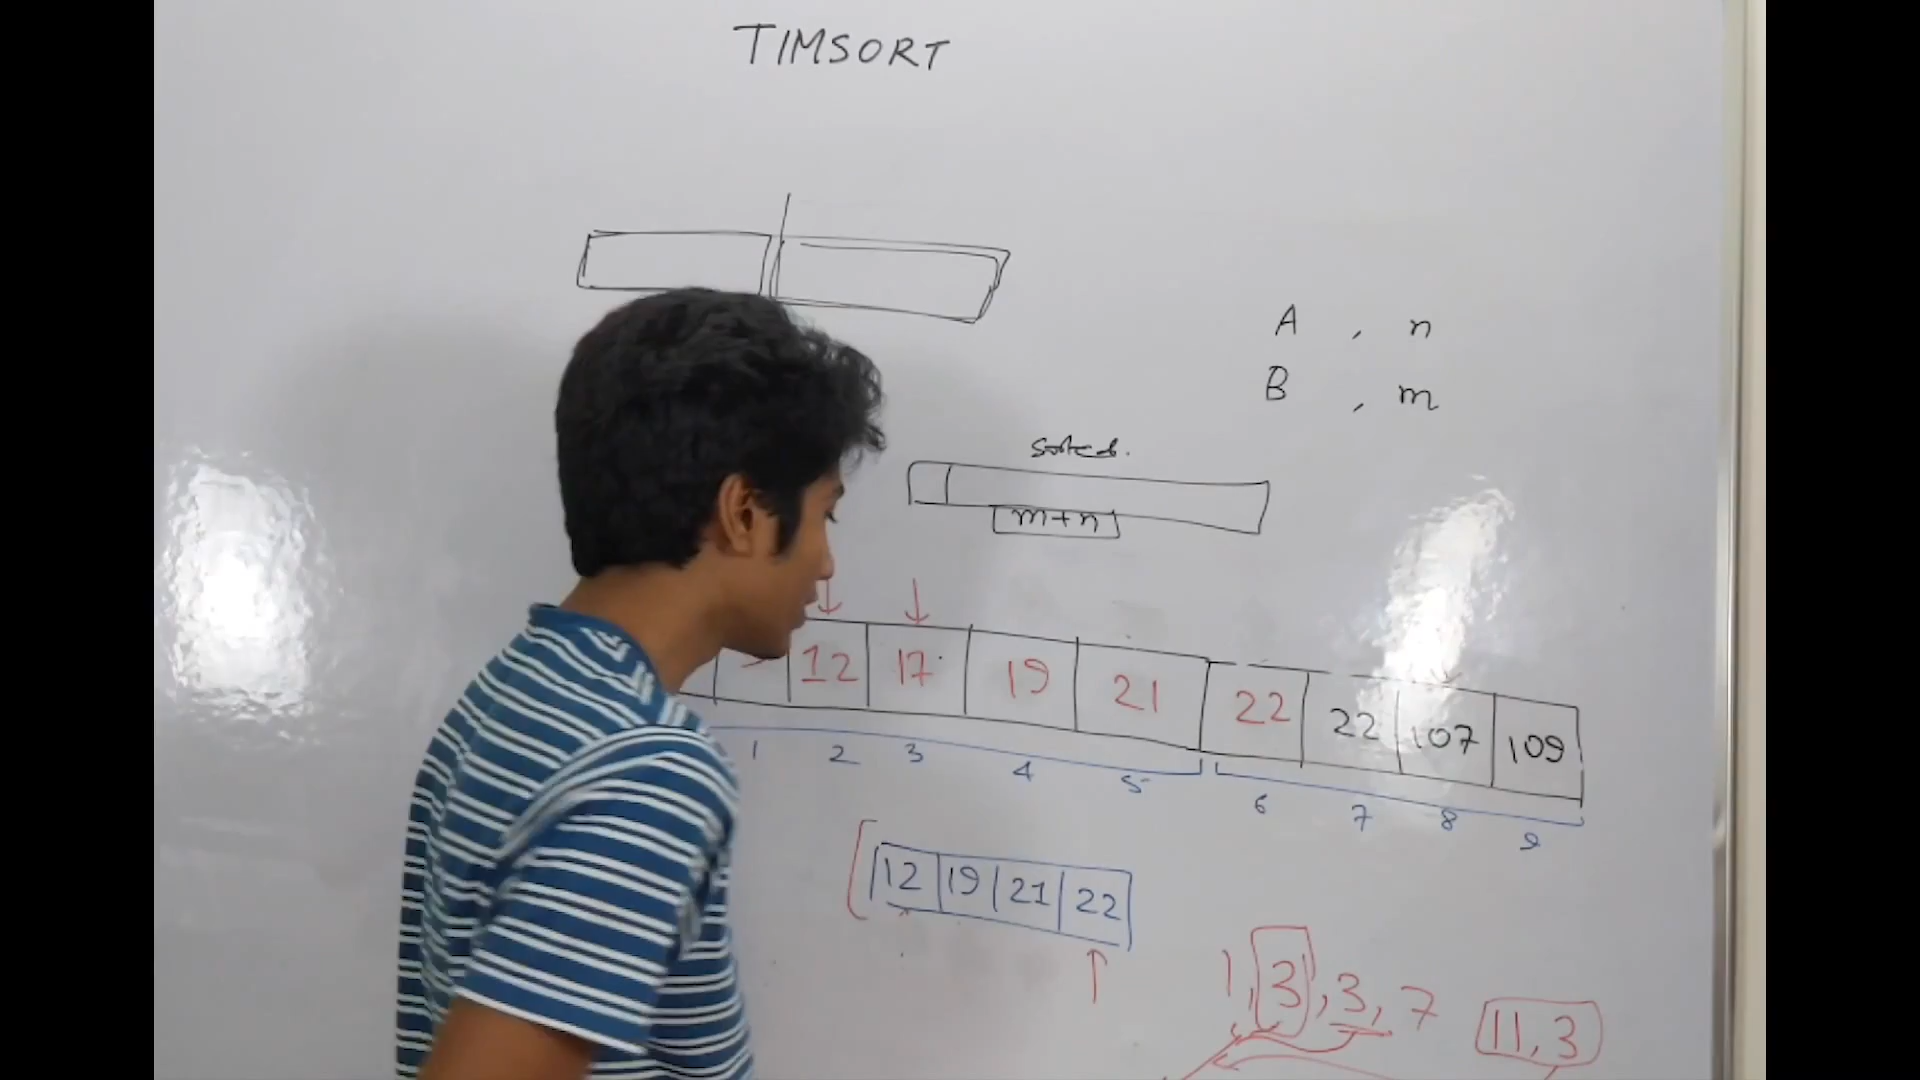 TIMSORT
A , n
B , m
sorted.
m+n
12 17 19 21 22 22 107 109
1 2 3 4 5 6 7 8 9
12 19 21 22
1, 3, 3, 7 11, 3